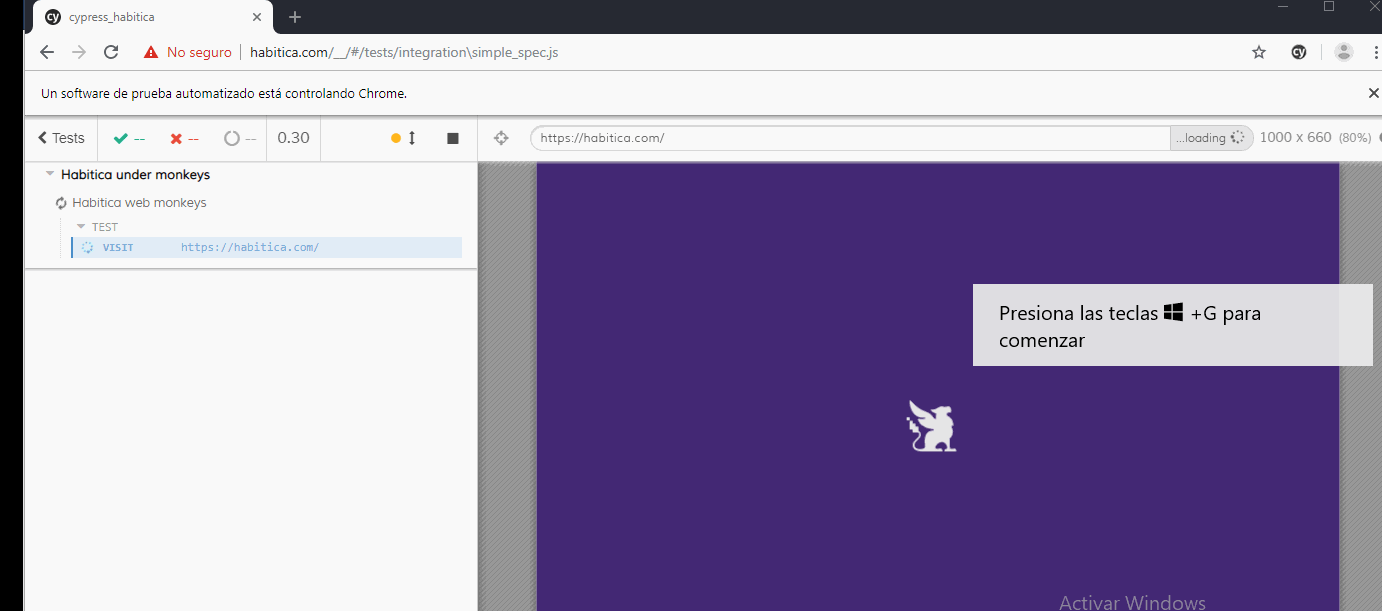 cy cypress_habitica
No seguro habitica.com/__/#/tests/integration\simple_spec.js cy
Un software de prueba automatizado está controlando Chrome.
Tests -- -- -- 0.30 https://habitica.com/ ...loading 1000 x 660 (80%)
Habitica under monkeys
Habitica web monkeys
TEST
VISIT https://habitica.com/
Presiona las teclas +G para
comenzar
Activar Windows